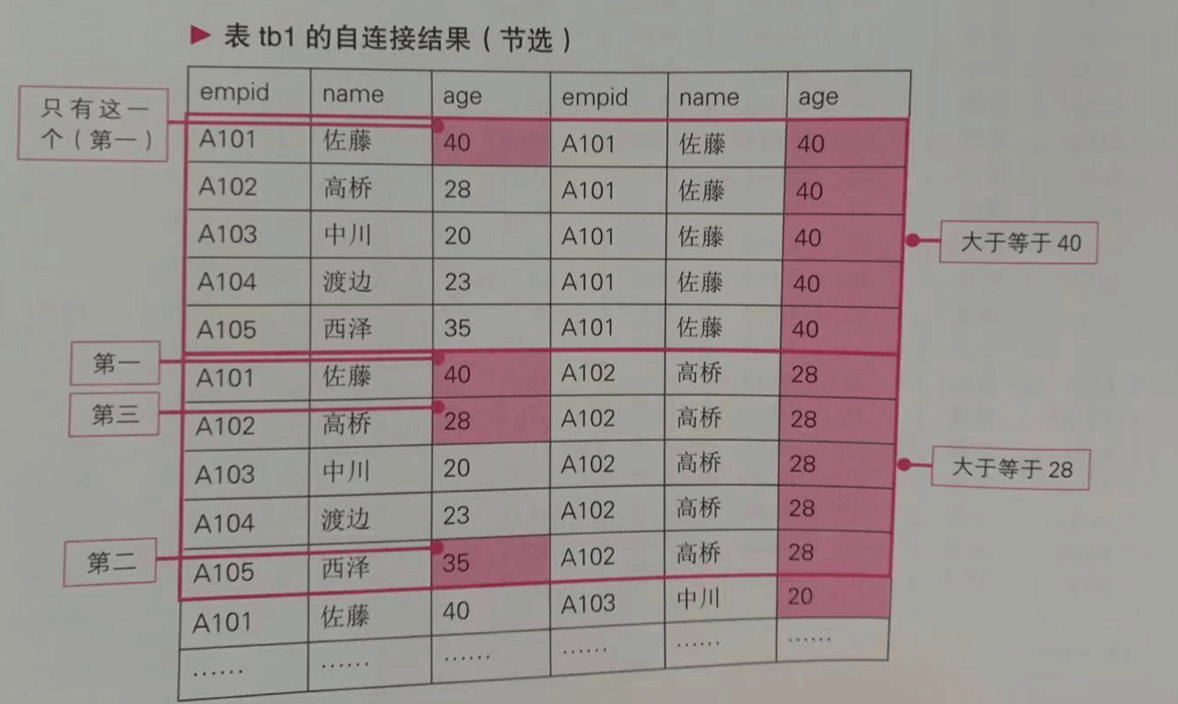 ▶ 表 tb1 的自连接结果（节选）
empid name age empid name age
只有这一
个（第一）
A101 佐藤 40 A101 佐藤 40
A102 高桥 28 A101 佐藤 40
A103 中川 20 A101 佐藤 40
大于等于 40
A104 渡边 23 A101 佐藤 40
A105 西泽 35 A101 佐藤 40
第一
A101 佐藤 40 A102 高桥 28
第三
A102 高桥 28 A102 高桥 28
A103 中川 20 A102 高桥 28
大于等于 28
A104 渡边 23 A102 高桥 28
第二
A105 西泽 35 A102 高桥 28
A101 佐藤 40 A103 中川 20
…… …… …… …… …… ……